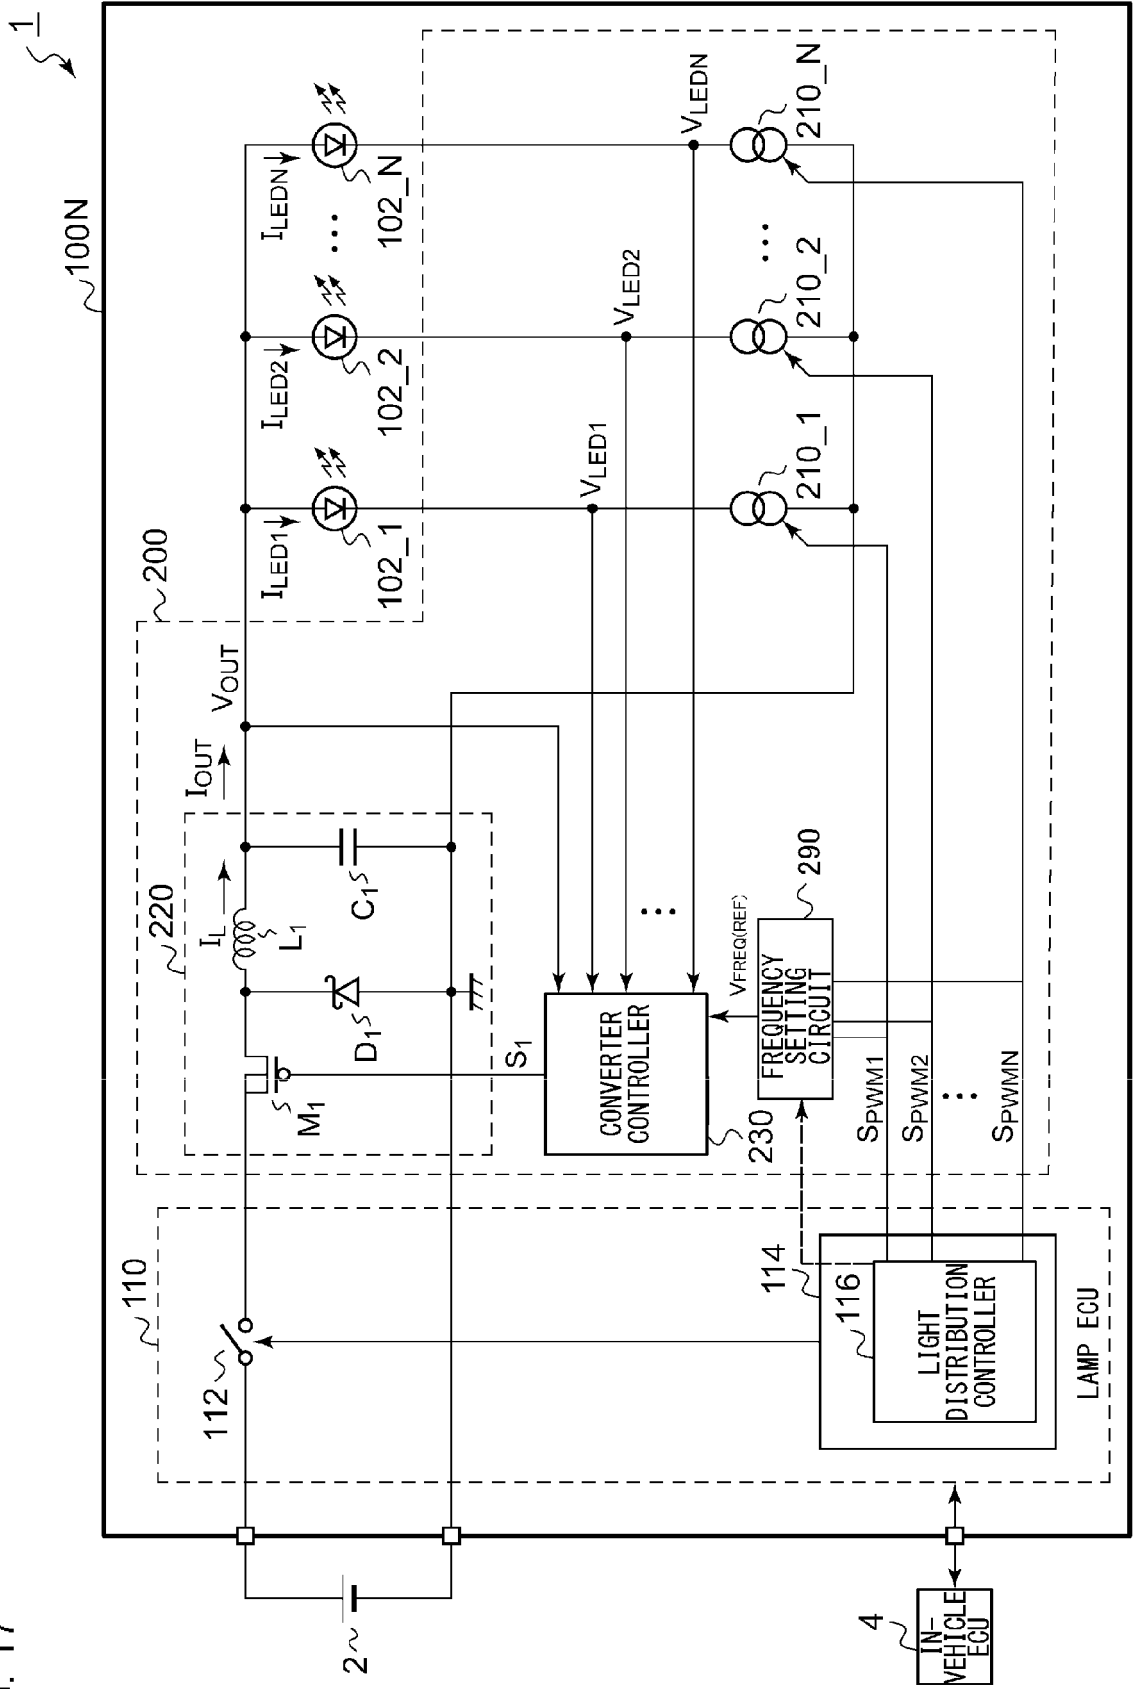 1
100N
200
220
110
112
2
4
IN-
VEHICLE
ECU
LAMP ECU
114
116
LIGHT
DISTRIBUTION
CONTROLLER
M1
D1
L1
C1
IL
IOUT
VOUT
S1
CONVERTER
CONTROLLER
230
VFREQ(REF)
FREQUENCY
SETTING
CIRCUIT
290
SPWM1
SPWM2
...
SPWMN
...
ILED1
ILED2
ILEDN
102_1
102_2
...
102_N
VLED1
VLED2
VLEDN
210_1
210_2
...
210_N